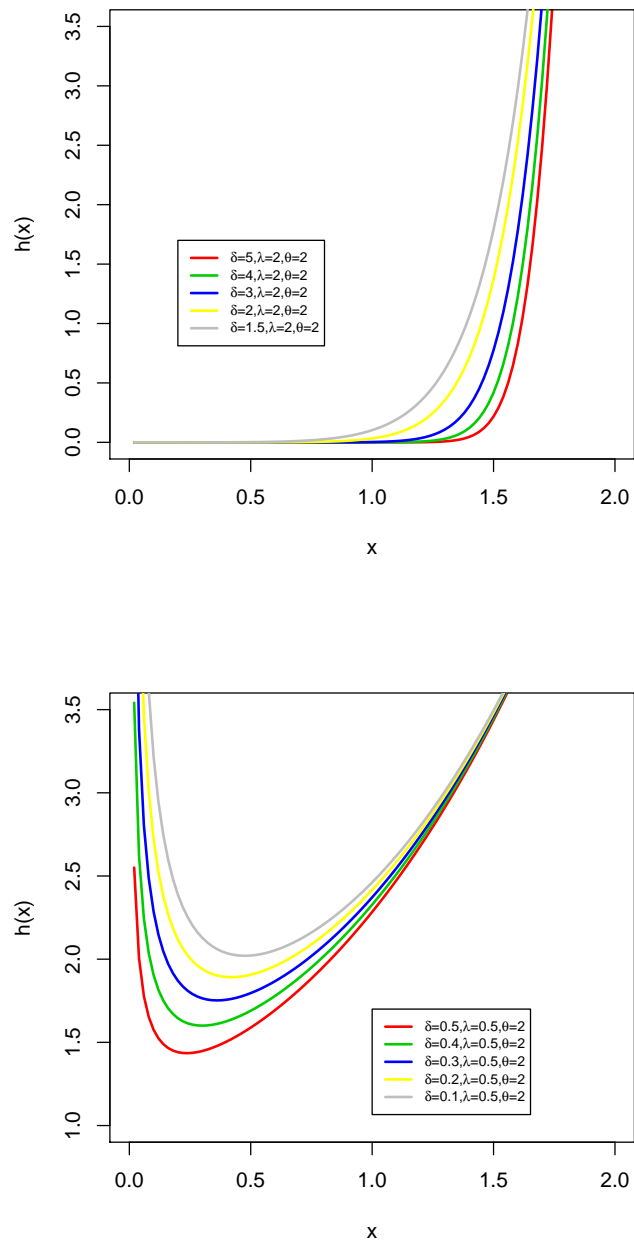 3.5
3.0
2.5
2.0
1.5
1.0
0.5
0.0
h(x)
δ=5,λ=2,θ=2
δ=4,λ=2,θ=2
δ=3,λ=2,θ=2
δ=2,λ=2,θ=2
δ=1.5,λ=2,θ=2
0.0 0.5 1.0 1.5 2.0
x
3.5
3.0
2.5
2.0
1.5
1.0
h(x)
δ=0.5,λ=0.5,θ=2
δ=0.4,λ=0.5,θ=2
δ=0.3,λ=0.5,θ=2
δ=0.2,λ=0.5,θ=2
δ=0.1,λ=0.5,θ=2
0.0 0.5 1.0 1.5 2.0
x